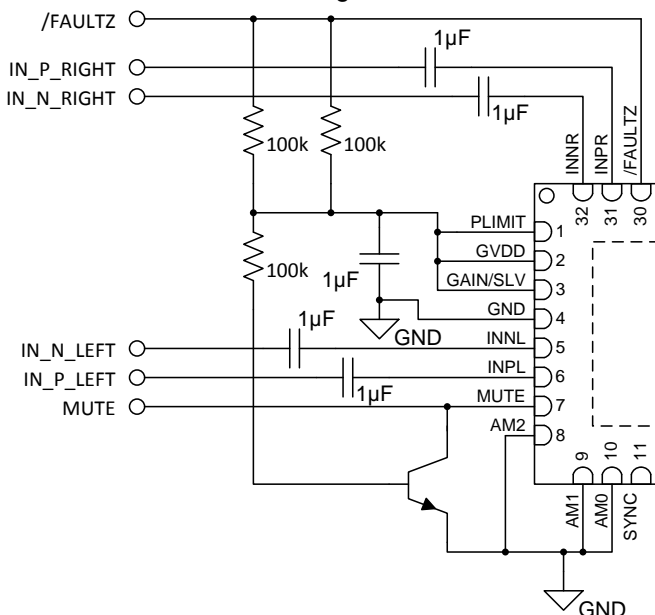 /FAULTZ
1µF
IN_P_RIGHT
IN_N_RIGHT
1µF
100k
100k
INNR
INPR
/FAULTZ
32
31
30
PLIMIT
1
100k
GVDD
2
1µF
GAIN/SLV
3
GND
4
1µF
GND
IN_N_LEFT
INNL
5
IN_P_LEFT
INPL
6
1µF
MUTE
MUTE
7
AM2
8
9
10
11
AM1
AM0
SYNC
GND